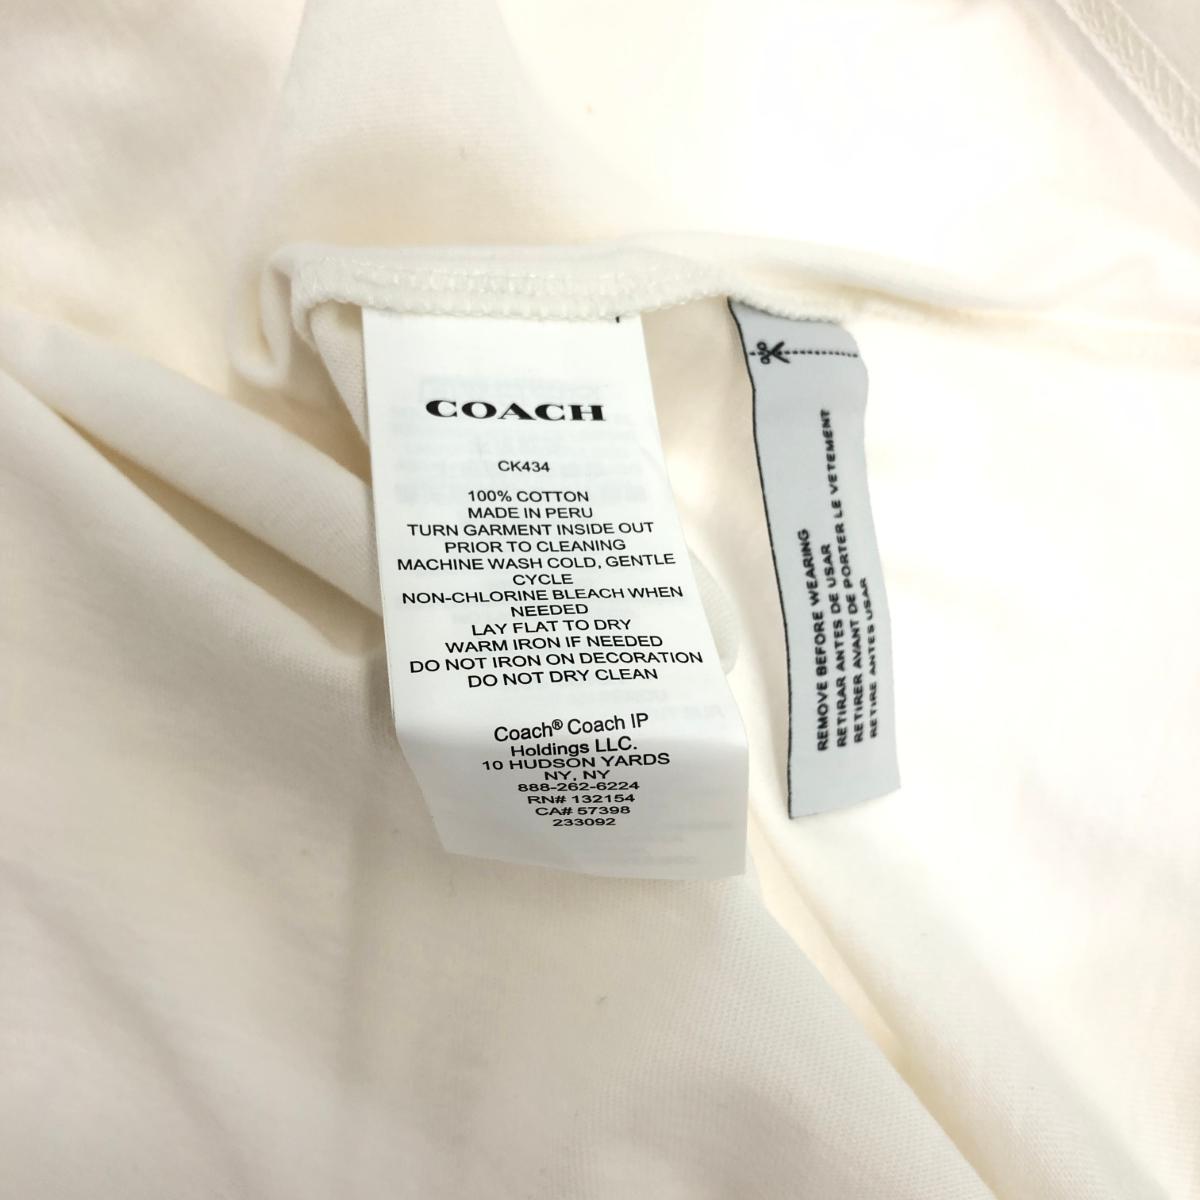 COACH
CK434
100% COTTON
MADE IN PERU
TURN GARMENT INSIDE OUT
PRIOR TO CLEANING
MACHINE WASH COLD, GENTLE
CYCLE
NON-CHLORINE BLEACH WHEN
NEEDED
LAY FLAT TO DRY
WARM IRON IF NEEDED
DO NOT IRON ON DECORATION
DO NOT DRY CLEAN
Coach® Coach IP
Holdings LLC.
10 HUDSON YARDS
NY, NY
888-262-6224
RN# 132154
CA# 57398
233092
REMOVE BEFORE WEARING
RETIRAR ANTES DE USAR
RETIRER AVANT DE PORTER LE VETEMENT
RETIRE ANTES USAR